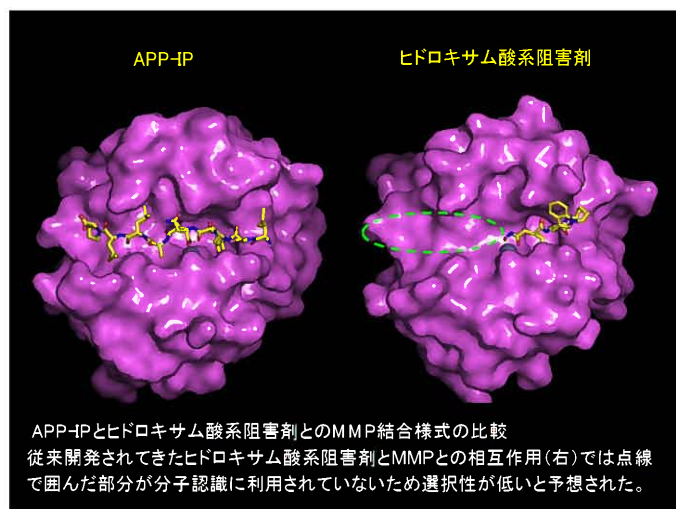 APP-IP
ヒドロキサム酸系阻害剤
APP-IPとヒドロキサム酸系阻害剤とのMMP結合様式の比較
従来開発されてきたヒドロキサム酸系阻害剤とMMPとの相互作用(右)では点線
で囲んだ部分が分子認識に利用されていないため選択性が低いと予想された。